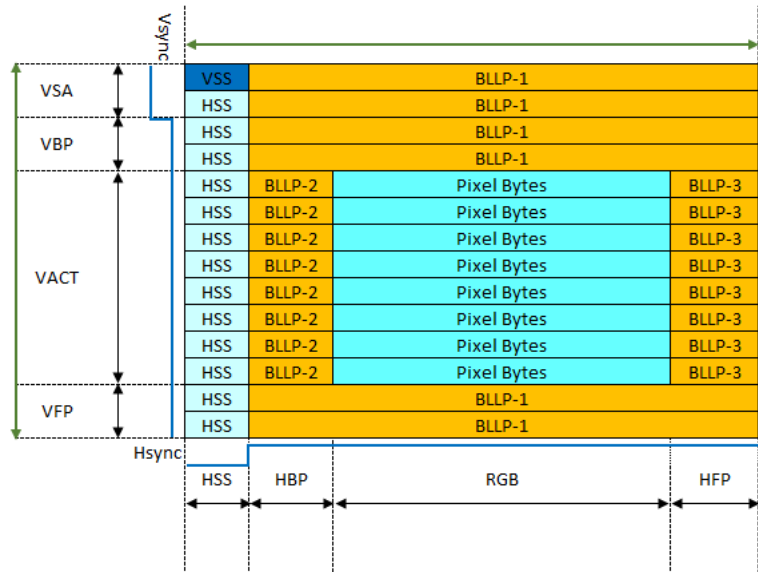 Vsync
VSS BLLP-1
VSA HSS BLLP-1
HSS BLLP-1
VBP HSS BLLP-1
HSS BLLP-2 Pixel Bytes BLLP-3
HSS BLLP-2 Pixel Bytes BLLP-3
HSS BLLP-2 Pixel Bytes BLLP-3
HSS BLLP-2 Pixel Bytes BLLP-3
VACT HSS BLLP-2 Pixel Bytes BLLP-3
HSS BLLP-2 Pixel Bytes BLLP-3
HSS BLLP-2 Pixel Bytes BLLP-3
HSS BLLP-2 Pixel Bytes BLLP-3
HSS BLLP-1
VFP HSS BLLP-1
Hsync
HSS HBP RGB HFP